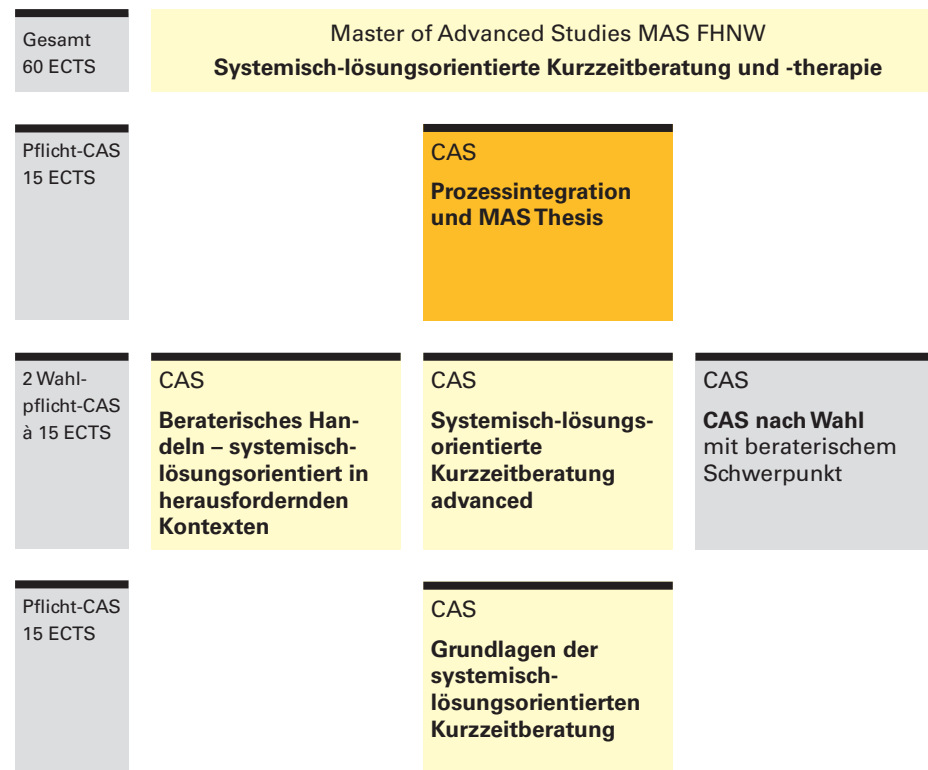 Gesamt
60 ECTS
Master of Advanced Studies MAS FHNW
Systemisch-lösungsorientierte Kurzzeitberatung und -therapie
Pflicht-CAS
15 ECTS
CAS
Prozessintegration
und MAS Thesis
2 Wahl-
pflicht-CAS
à 15 ECTS
CAS
Beraterisches Han-
deln – systemisch-
lösungsorientiert in
herausfordernden
Kontexten
CAS
Systemisch-lösungs-
orientierte
Kurzzeitberatung
advanced
CAS
CAS nach Wahl
mit beraterischem
Schwerpunkt
Pflicht-CAS
15 ECTS
CAS
Grundlagen der
systemisch-
lösungsorientierten
Kurzzeitberatung